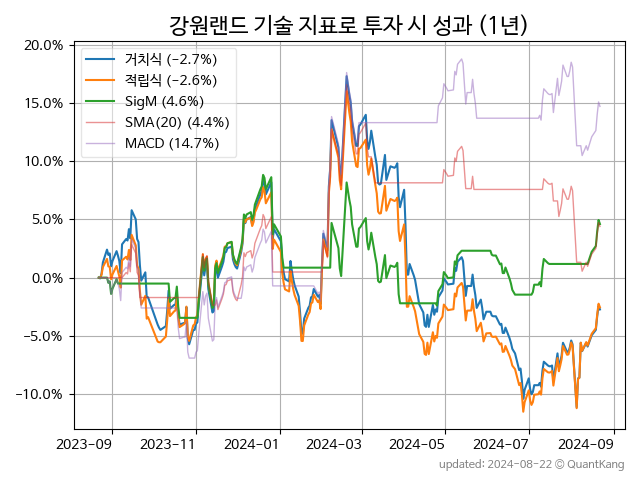 강원랜드 기술 지표로 투자 시 성과 (1년)
거치식 (−2.7%)
적립식 (−2.6%)
SigM (4.6%)
SMA(20) (4.4%)
MACD (14.7%)
20.0%
15.0%
10.0%
5.0%
0.0%
−5.0%
−10.0%
2023-09 2023-11 2024-01 2024-03 2024-05 2024-07 2024-09
updated: 2024-08-22 © QuantKang